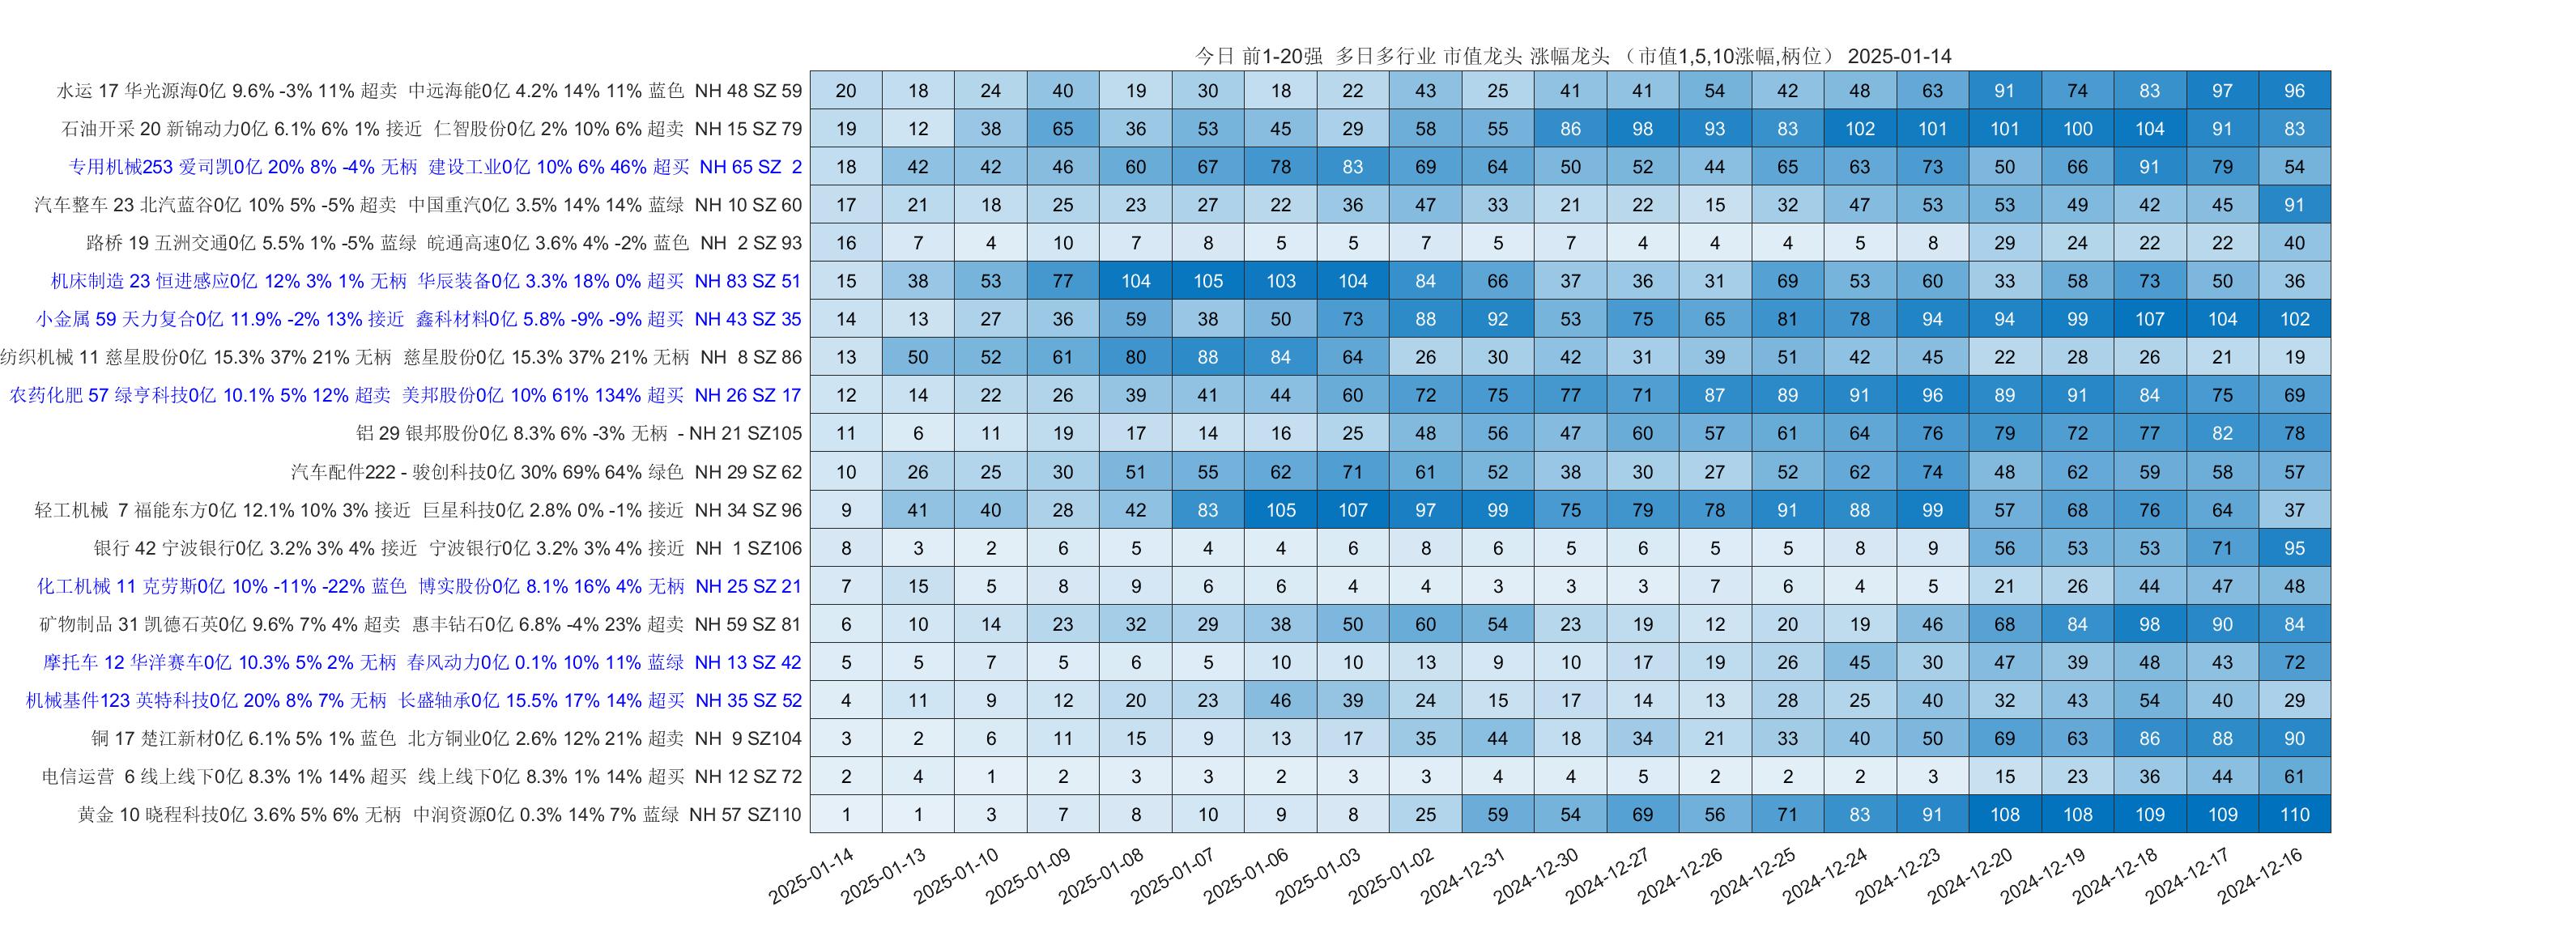 今日 前1-20强 多日多行业 市值龙头 涨幅龙头 （市值1,5,10涨幅,柄位） 2025-01-14
水运 17 华光源海0亿 9.6% -3% 11% 超卖 中远海能0亿 4.2% 14% 11% 蓝色 NH 48 SZ 59 20 18 24 40 19 30 18 22 43 25 41 41 54 42 48 63 91 74 83 97 96
石油开采 20 新锦动力0亿 6.1% 6% 1% 接近 仁智股份0亿 2% 10% 6% 超卖 NH 15 SZ 79 19 12 38 65 36 53 45 29 58 55 86 98 93 83 102 101 101 100 104 91 83
专用机械253 爱司凯0亿 20% 8% -4% 无柄 建设工业0亿 10% 6% 46% 超买 NH 65 SZ 2 18 42 42 46 60 67 78 83 69 64 50 52 44 65 63 73 50 66 91 79 54
汽车整车 23 北汽蓝谷0亿 10% 5% -5% 超卖 中国重汽0亿 3.5% 14% 14% 蓝绿 NH 10 SZ 60 17 21 18 25 23 27 22 36 47 33 21 22 15 32 47 53 53 49 42 45 91
路桥 19 五洲交通0亿 5.5% 1% -5% 蓝绿 皖通高速0亿 3.6% 4% -2% 蓝色 NH 2 SZ 93 16 7 4 10 7 8 5 5 7 5 7 4 4 4 5 8 29 24 22 22 40
机床制造 23 恒进感应0亿 12% 3% 1% 无柄 华辰装备0亿 3.3% 18% 0% 超买 NH 83 SZ 51 15 38 53 77 104 105 103 104 84 66 37 36 31 69 53 60 33 58 73 50 36
小金属 59 天力复合0亿 11.9% -2% 13% 接近 鑫科材料0亿 5.8% -9% -9% 超买 NH 43 SZ 35 14 13 27 36 59 38 50 73 88 92 53 75 65 81 78 94 94 99 107 104 102
纺织机械 11 慈星股份0亿 15.3% 37% 21% 无柄 慈星股份0亿 15.3% 37% 21% 无柄 NH 8 SZ 86 13 50 52 61 80 88 84 64 26 30 42 31 39 51 42 45 22 28 26 21 19
农药化肥 57 绿亨科技0亿 10.1% 5% 12% 超卖 美邦股份0亿 10% 61% 134% 超买 NH 26 SZ 17 12 14 22 26 39 41 44 60 72 75 77 71 87 89 91 96 89 91 84 75 69
铝 29 银邦股份0亿 8.3% 6% -3% 无柄 - NH 21 SZ105 11 6 11 19 17 14 16 25 48 56 47 60 57 61 64 76 79 72 77 82 78
汽车配件222 - 骏创科技0亿 30% 69% 64% 绿色 NH 29 SZ 62 10 26 25 30 51 55 62 71 61 52 38 30 27 52 62 74 48 62 59 58 57
轻工机械 7 福能东方0亿 12.1% 10% 3% 接近 巨星科技0亿 2.8% 0% -1% 接近 NH 34 SZ 96 9 41 40 28 42 83 105 107 97 99 75 79 78 91 88 99 57 68 76 64 37
银行 42 宁波银行0亿 3.2% 3% 4% 接近 宁波银行0亿 3.2% 3% 4% 接近 NH 1 SZ106 8 3 2 6 5 4 4 6 8 6 5 6 5 5 8 9 56 53 53 71 95
化工机械 11 克劳斯0亿 10% -11% -22% 蓝色 博实股份0亿 8.1% 16% 4% 无柄 NH 25 SZ 21 7 15 5 8 9 6 6 4 4 3 3 3 7 6 4 5 21 26 44 47 48
矿物制品 31 凯德石英0亿 9.6% 7% 4% 超卖 惠丰钻石0亿 6.8% -4% 23% 超卖 NH 59 SZ 81 6 10 14 23 32 29 38 50 60 54 23 19 12 20 19 46 68 84 98 90 84
摩托车 12 华洋赛车0亿 10.3% 5% 2% 无柄 春风动力0亿 0.1% 10% 11% 蓝绿 NH 13 SZ 42 5 5 7 5 6 5 10 10 13 9 10 17 19 26 45 30 47 39 48 43 72
机械基件123 英特科技0亿 20% 8% 7% 无柄 长盛轴承0亿 15.5% 17% 14% 超买 NH 35 SZ 52 4 11 9 12 20 23 46 39 24 15 17 14 13 28 25 40 32 43 54 40 29
铜 17 楚江新材0亿 6.1% 5% 1% 蓝色 北方铜业0亿 2.6% 12% 21% 超卖 NH 9 SZ104 3 2 6 11 15 9 13 17 35 44 18 34 21 33 40 50 69 63 86 88 90
电信运营 6 线上线下0亿 8.3% 1% 14% 超买 线上线下0亿 8.3% 1% 14% 超买 NH 12 SZ 72 2 4 1 2 3 3 2 3 3 4 4 5 2 2 2 3 15 23 36 44 61
黄金 10 晓程科技0亿 3.6% 5% 6% 无柄 中润资源0亿 0.3% 14% 7% 蓝绿 NH 57 SZ110 1 1 3 7 8 10 9 8 25 59 54 69 56 71 83 91 108 108 109 109 110
2025-01-14 2025-01-13 2025-01-10 2025-01-09 2025-01-08 2025-01-07 2025-01-06 2025-01-03 2025-01-02 2024-12-31 2024-12-30 2024-12-27 2024-12-26 2024-12-25 2024-12-24 2024-12-23 2024-12-20 2024-12-19 2024-12-18 2024-12-17 2024-12-16